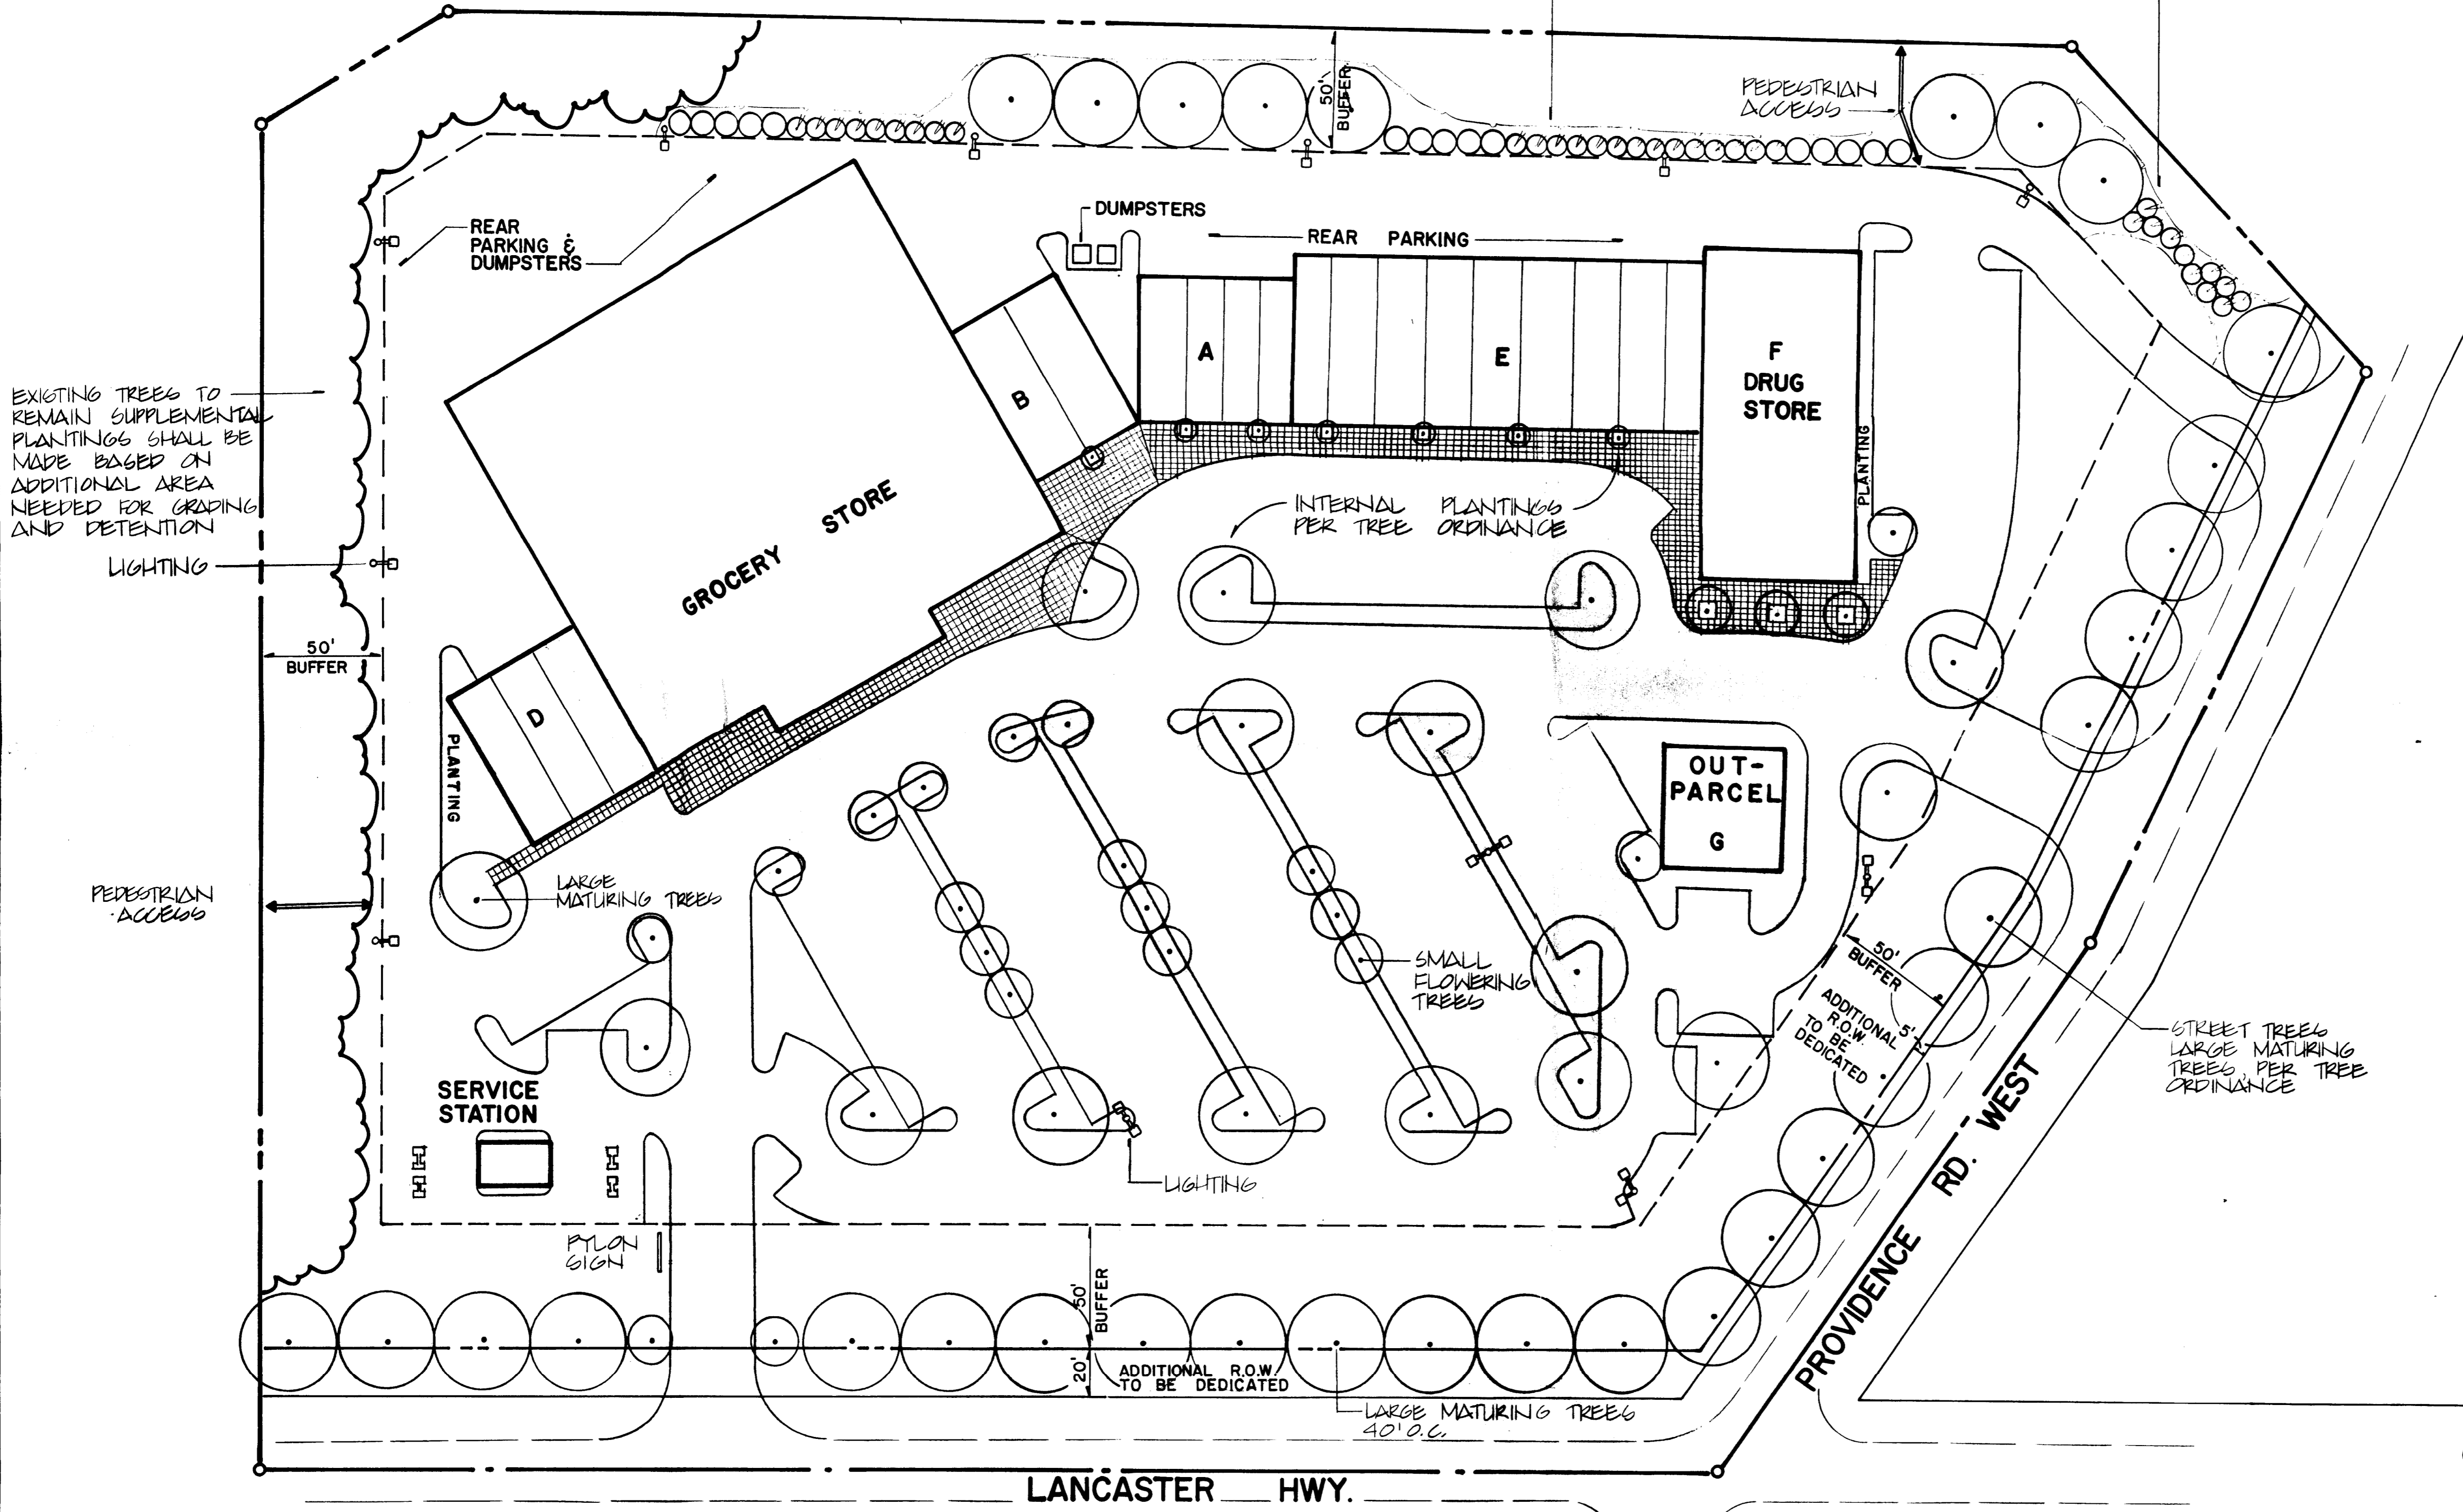 50'
BUFFER
PEDESTRIAN
ACCESS
DUMPSTERS
REAR
PARKING &
DUMPSTERS
REAR PARKING
A
E
F
DRUG
STORE
B
EXISTING TREES TO
REMAIN SUPPLEMENTAL
PLANTINGS SHALL BE
MADE BASED ON
ADDITIONAL AREA
NEEDED FOR GRADING
AND DETENTION
PLANTING
GROCERY STORE
INTERNAL PLANTINGS
PER TREE ORDINANCE
LIGHTING
50'
BUFFER
D
PLANTING
OUT-
PARCEL
G
PEDESTRIAN
ACCESS
LARGE
MATURING TREES
SMALL
FLOWERING
TREES
50'
BUFFER
ADDITIONAL 5'
R.O.W.
TO BE
DEDICATED
STREET TREES
LARGE MATURING
TREES, PER TREE
ORDINANCE
SERVICE
STATION
LIGHTING
PYLON
SIGN
50'
BUFFER
20'
ADDITIONAL R.O.W.
TO BE DEDICATED
LARGE MATURING TREES
40' O.C.
PROVIDENCE RD. WEST
LANCASTER HWY.